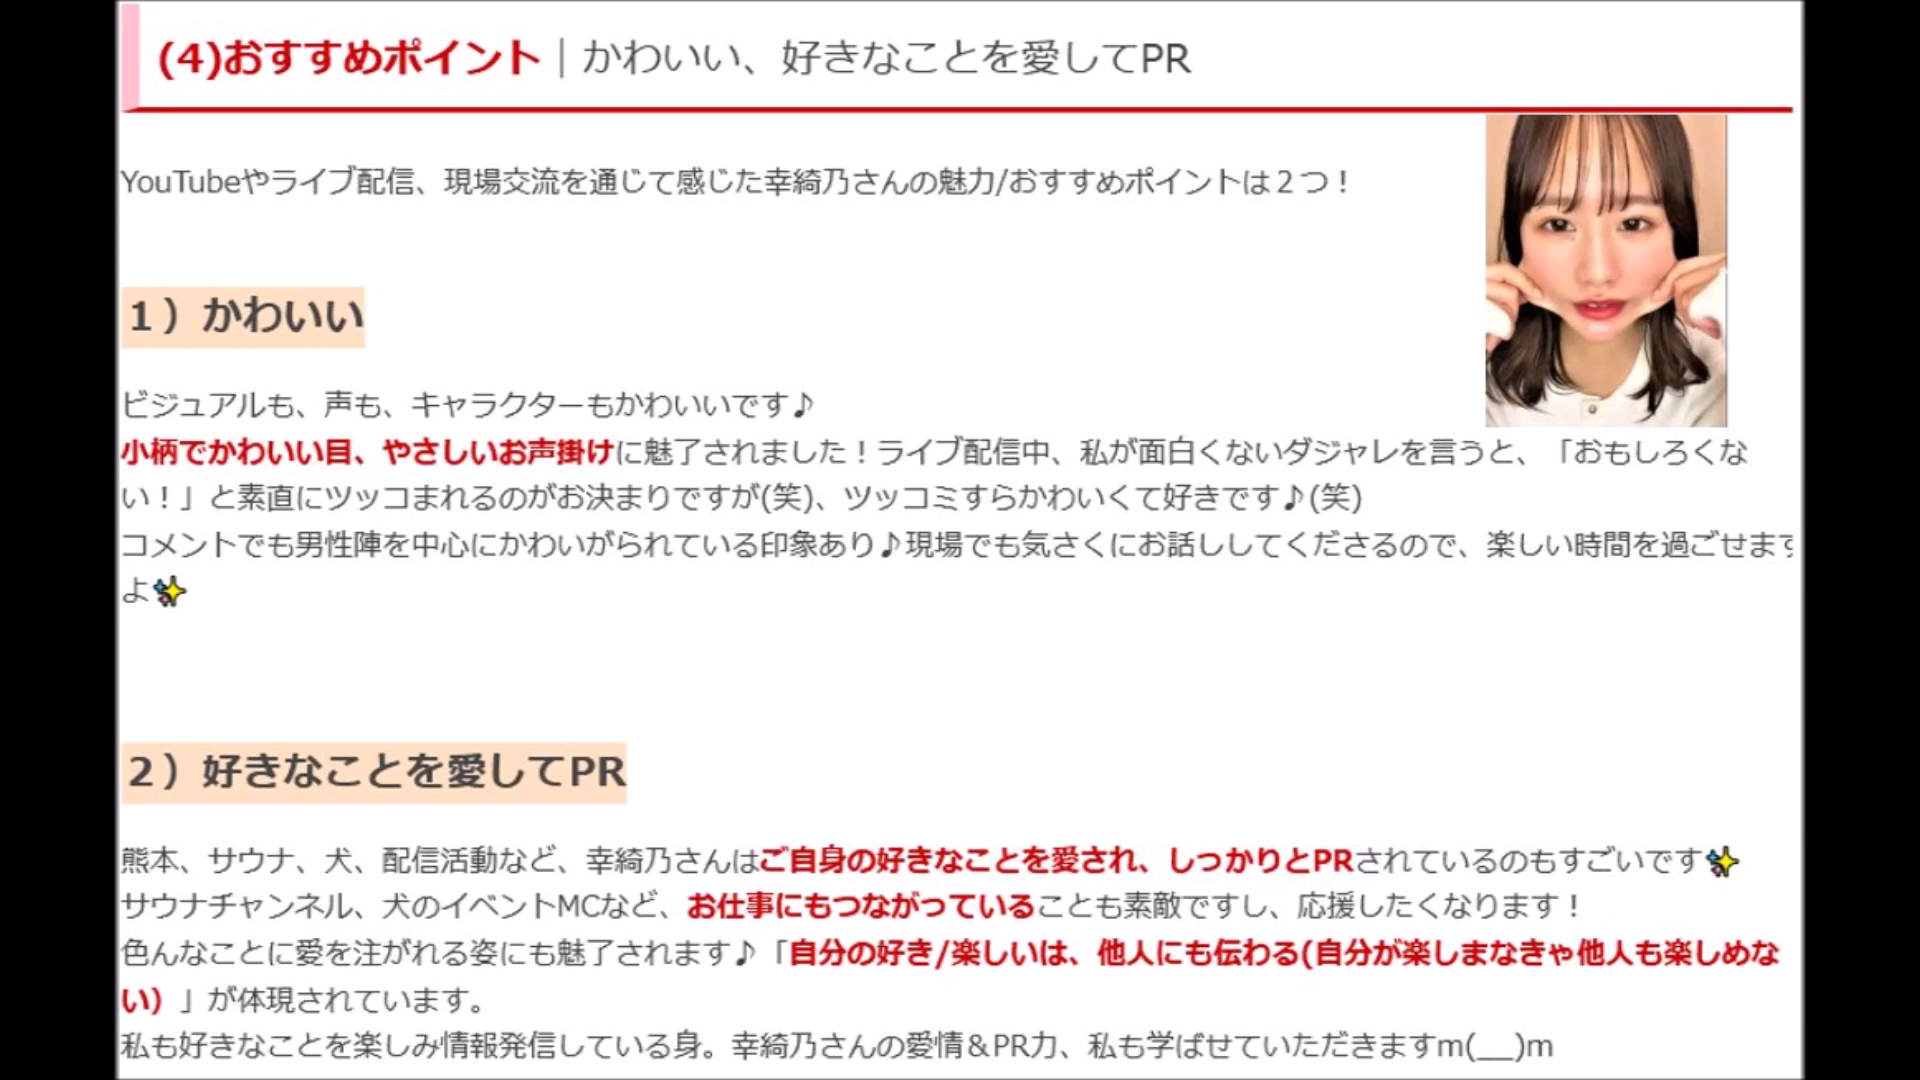 (4)おすすめポイント｜かわいい、好きなことを愛してPR
YouTubeやライブ配信、現場交流を通じて感じた幸綺乃さんの魅力/おすすめポイントは２つ！
１）かわいい
ビジュアルも、声も、キャラクターもかわいいです♪
小柄でかわいい目、やさしいお声掛けに魅了されました！ライブ配信中、私が面白くないダジャレを言うと、「おもしろくな
い！」と素直にツッコまれるのがお決まりですが(笑)、ツッコミすらかわいくて好きです♪(笑)
コメントでも男性陣を中心にかわいがられている印象あり♪現場でも気さくにお話ししてくださるので、楽しい時間を過ごせます
よ✨
２）好きなことを愛してPR
熊本、サウナ、犬、配信活動など、幸綺乃さんはご自身の好きなことを愛され、しっかりとPRされているのもすごいです✨
サウナチャンネル、犬のイベントMCなど、お仕事にもつながっていることも素敵ですし、応援したくなります！
色んなことに愛を注がれる姿にも魅了されます♪「自分の好き/楽しいは、他人にも伝わる(自分が楽しまなきゃ他人も楽しめな
い）」が体現されています。
私も好きなことを楽しみ情報発信している身。幸綺乃さんの愛情＆PR力、私も学ばせていただきますm(__)m